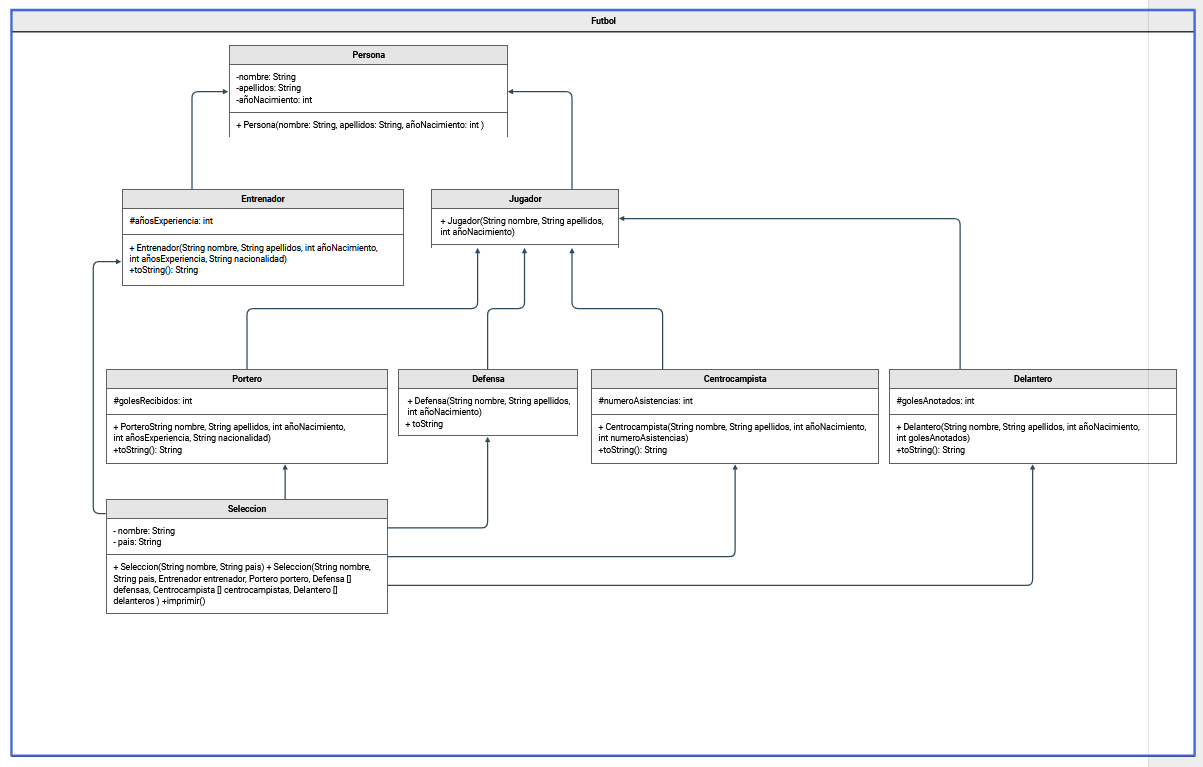 Futbol
Persona
-nombre: String
-apellidos: String
-añoNacimiento: int
+ Persona(nombre: String, apellidos: String, añoNacimiento: int )
Entrenador
#añosExperiencia: int
+ Entrenador(String nombre, String apellidos, int añoNacimiento,
int añosExperiencia, String nacionalidad)
+toString(): String
Jugador
+ Jugador(String nombre, String apellidos,
int añoNacimiento)
Portero
#golesRecibidos: int
+ PorteroString nombre, String apellidos, int añoNacimiento,
int añosExperiencia, String nacionalidad)
+toString(): String
Defensa
+ Defensa(String nombre, String apellidos,
int añoNacimiento)
+ toString
Centrocampista
#numeroAsistencias: int
+ Centrocampista(String nombre, String apellidos, int añoNacimiento,
int numeroAsistencias)
+toString(): String
Delantero
#golesAnotados: int
+ Delantero(String nombre, String apellidos, int añoNacimiento,
int golesAnotados)
+toString(): String
Seleccion
- nombre: String
- pais: String
+ Seleccion(String nombre, String pais) + Seleccion(String nombre,
String pais, Entrenador entrenador, Portero portero, Defensa []
defensas, Centrocampista [] centrocampistas, Delantero []
delanteros ) +imprimir()